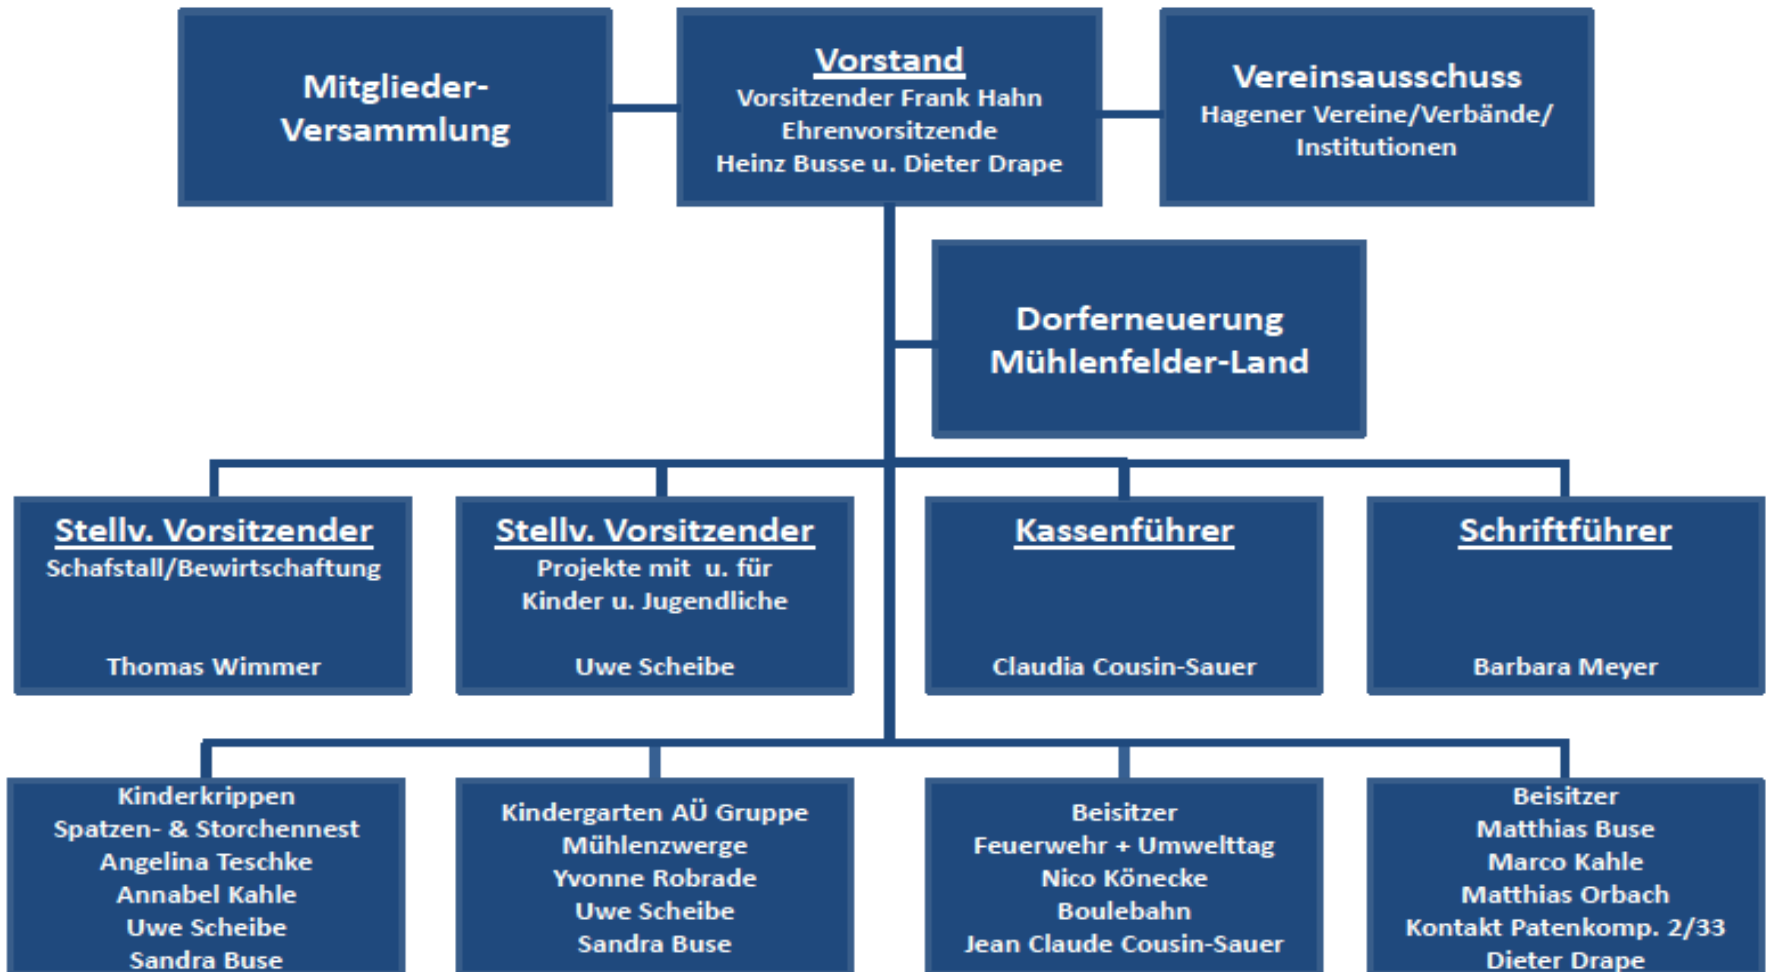 Mitglieder-
Versammlung
Vorstand
Vorsitzender Frank Hahn
Ehrenvorsitzende
Heinz Busse u. Dieter Drape
Vereinsausschuss
Hagener Vereine/Verbände/
Institutionen
Dorferneuerung
Mühlenfelder-Land
Stellv. Vorsitzender
Schafstall/Bewirtschaftung
Thomas Wimmer
Stellv. Vorsitzender
Projekte mit u. für
Kinder u. Jugendliche
Uwe Scheibe
Kassenführer
Claudia Cousin-Sauer
Schriftführer
Barbara Meyer
Kinderkrippen
Spatzen- & Storchennest
Angelina Teschke
Annabel Kahle
Uwe Scheibe
Sandra Buse
Kindergarten AÜ Gruppe
Mühlenzwerge
Yvonne Robrade
Uwe Scheibe
Sandra Buse
Beisitzer
Feuerwehr + Umwelttag
Nico Könecke
Boulebahn
Jean Claude Cousin-Sauer
Beisitzer
Matthias Buse
Marco Kahle
Matthias Orbach
Kontakt Patenkomp. 2/33
Dieter Drape